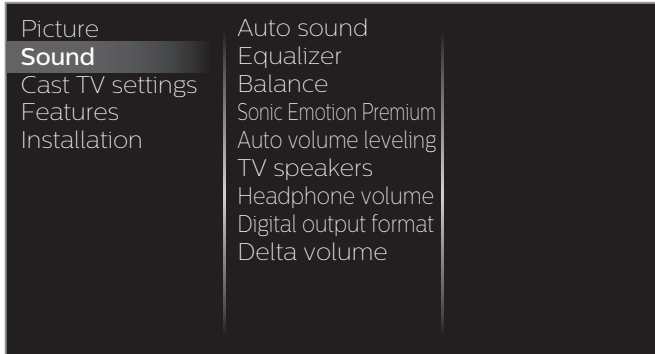 Picture
Sound
Cast TV settings
Features
Installation
Auto sound
Equalizer
Balance
Sonic Emotion Premium
Auto volume leveling
TV speakers
Headphone volume
Digital output format
Delta volume